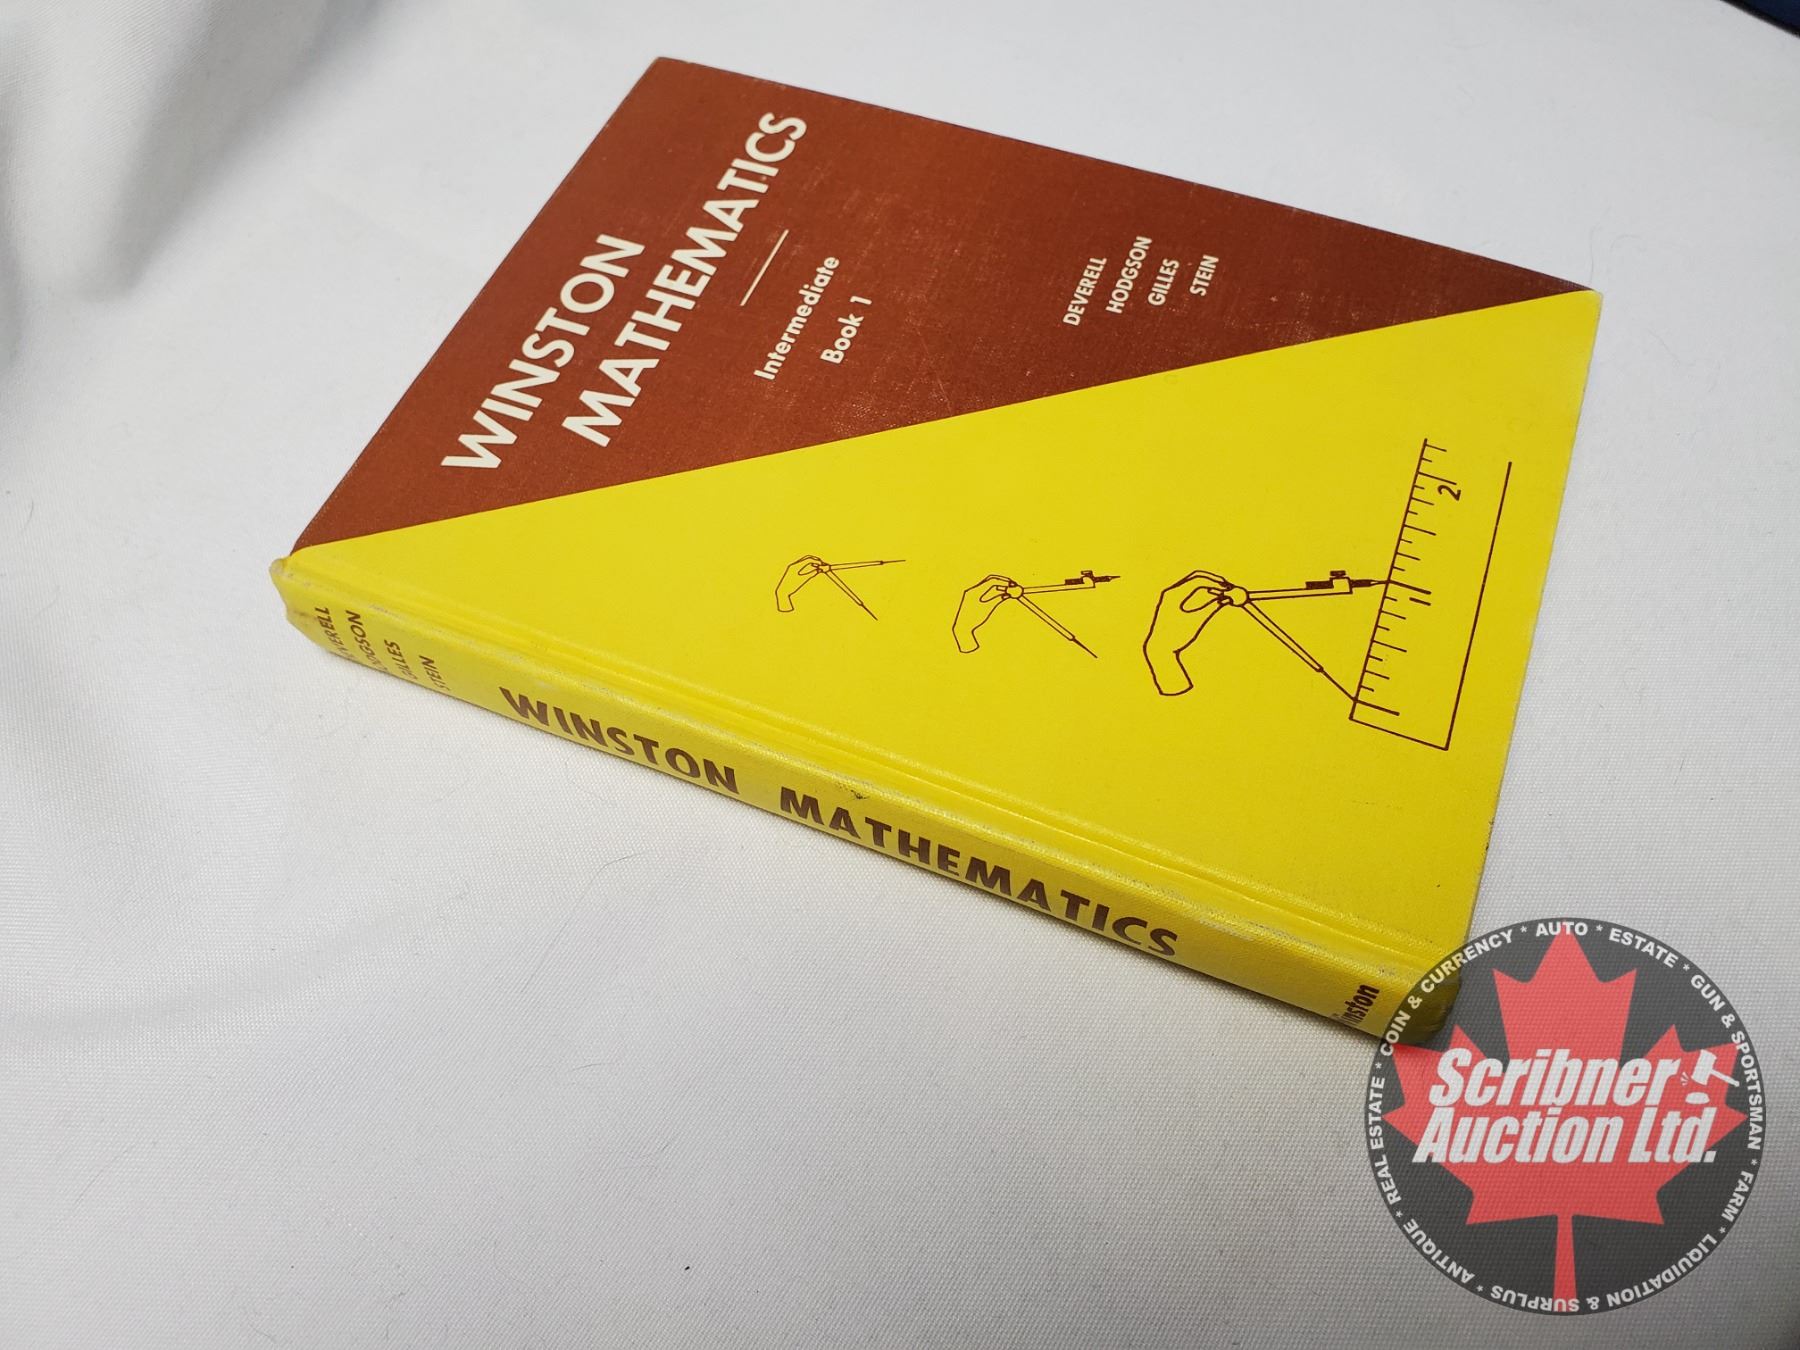 WINSTON
MATHEMATICS
Intermediate
Book 1
DEVERELL
HODGSON
GILLES
STEIN
1
2
GILLES
STEIN
WINSTON MATHEMATICS
Winston
Scribner
Auction Ltd.
REAL ESTATE * COIN & CURRENCY * AUTO * ESTATE * GUN & SPORTSMAN * FARM * LIQUIDATION & SURPLUS * ANTIQUE *